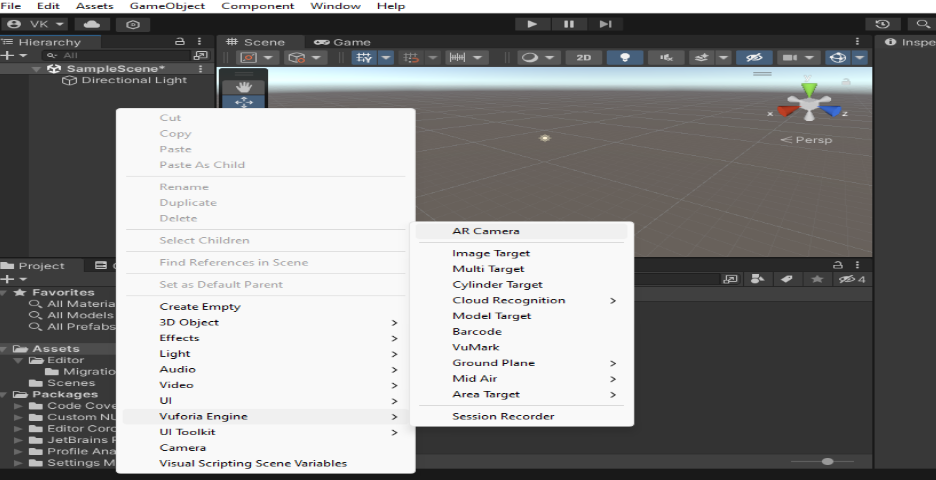 File Edit Assets GameObject Component Window Help
VK
Hierarchy
Scene
Game
Inspe
All
2D
SampleScene*
Directional Light
x
z
Persp
Cut
Copy
Paste
Paste As Child
Rename
Duplicate
Delete
Select Children
Find References in Scene
Set as Default Parent
Create Empty
3D Object
Effects
Light
Audio
Video
UI
Vuforia Engine
UI Toolkit
Camera
Visual Scripting Scene Variables
AR Camera
Image Target
Multi Target
Cylinder Target
Cloud Recognition
Model Target
Barcode
VuMark
Ground Plane
Mid Air
Area Target
Session Recorder
Project
4
Favorites
All Materia
All Models
All Prefabs
Assets
Editor
Migratio
Scenes
Packages
Code Cove
Custom NU
Editor Coro
JetBrains R
Profile Ana
Settings M